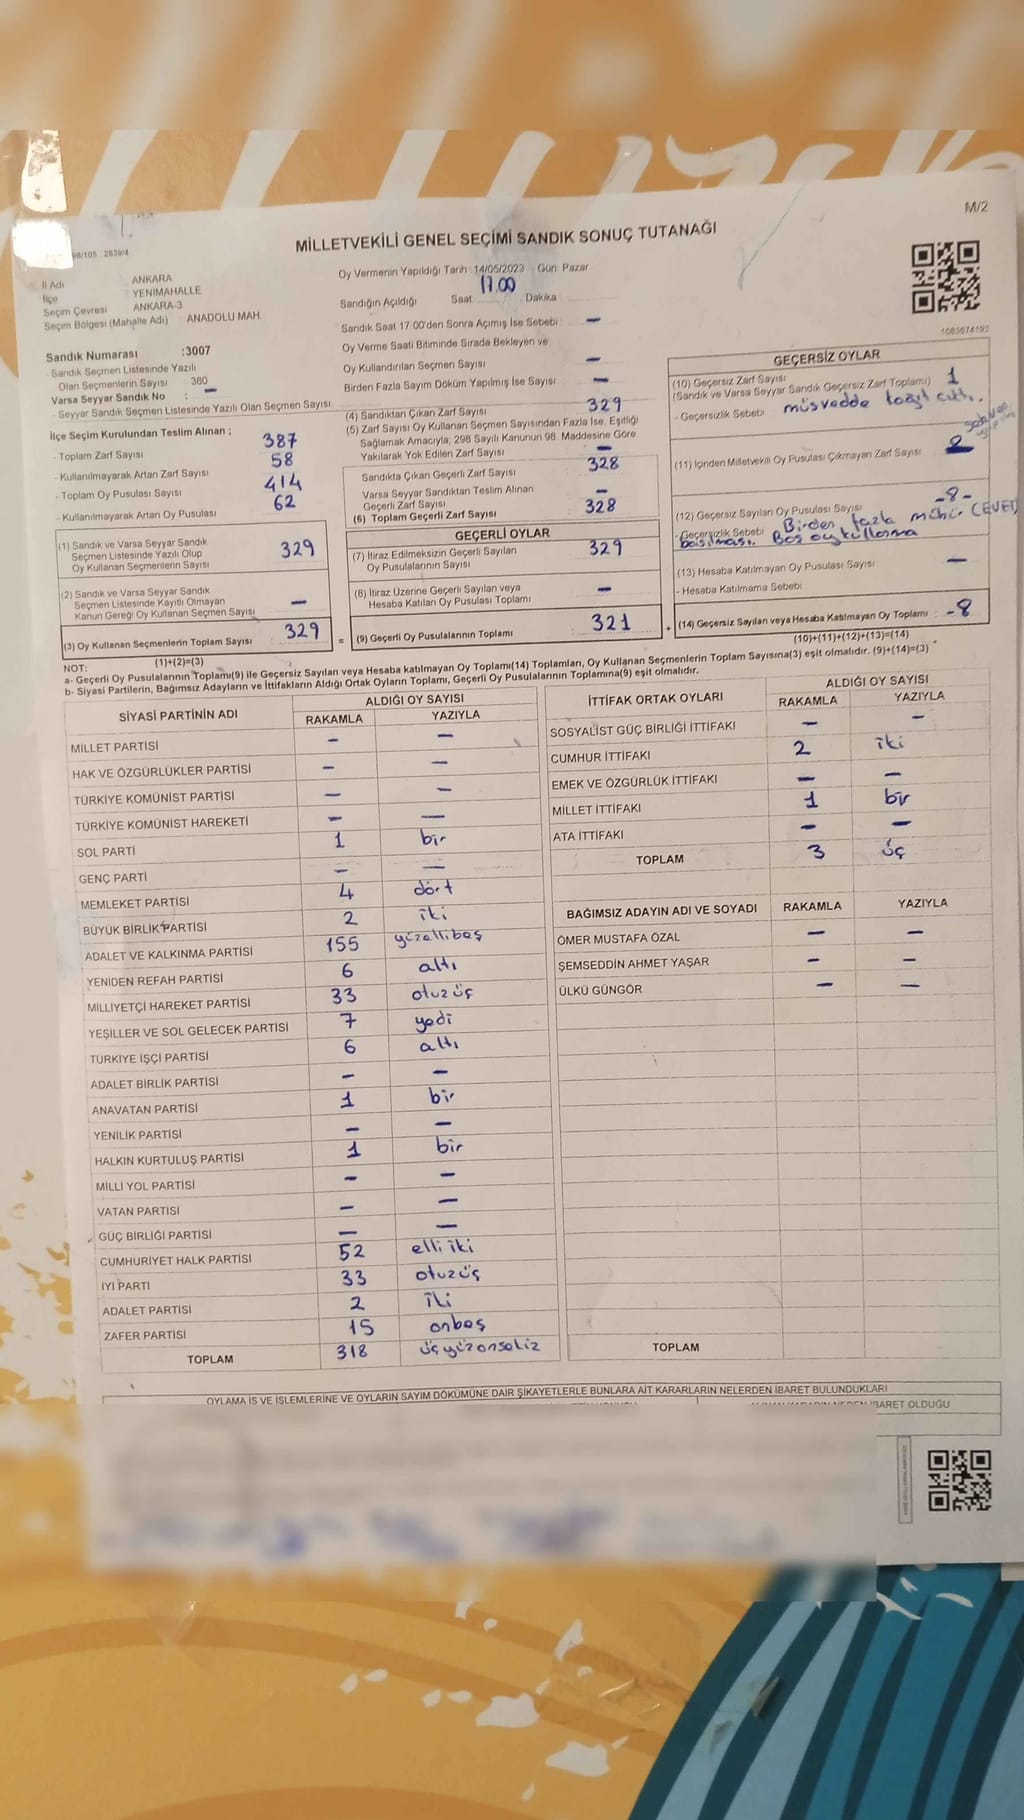 M/2
MİLLETVEKİLİ GENEL SEÇİMİ SANDIK SONUÇ TUTANAĞI
İl Adı ANKARA
İlçe YENİMAHALLE
Seçim Çevresi ANKARA-3
Seçim Bölgesi (Mahalle Adı) ANADOLU MAH.
Sandık Numarası :3007
- Sandık Seçmen Listesinde Yazılı
Olan Seçmenlerin Sayısı 380
Varsa Seyyar Sandık No : -
- Seyyar Sandık Seçmen Listesinde Yazılı Olan Seçmen Sayısı
İlçe Seçim Kurulundan Teslim Alınan ;
- Toplam Zarf Sayısı 387
- Kullanılmayarak Artan Zarf Sayısı 58
- Toplam Oy Pusulası Sayısı 414
- Kullanılmayarak Artan Oy Pusulası 62
(1) Sandık ve Varsa Seyyar Sandık
Seçmen Listesinde Yazılı Olup
Oy Kullanan Seçmenlerin Sayısı 329
(2) Sandık ve Varsa Seyyar Sandık
Seçmen Listesinde Kayıtlı Olmayan
Kanun Gereği Oy Kullanan Seçmen Sayısı -
(3) Oy Kullanan Seçmenlerin Toplam Sayısı 329
(1)+(2)=(3)
Oy Vermenin Yapıldığı Tarih : 14/05/2023 Gün: Pazar
Sandığın Açıldığı Saat 17.00 Dakika :
Sandık Saat 17:00'den Sonra Açımış İse Sebebi : -
Oy Verme Saati Bitiminde Sırada Bekleyen ve
Oy Kullandırılan Seçmen Sayısı -
Birden Fazla Sayım Döküm Yapılmış İse Sayısı -
(4) Sandıktan Çıkan Zarf Sayısı 329
(5) Zarf Sayısı Oy Kullanan Seçmen Sayısından Fazla İse, Eşitliği
Sağlamak Amacıyla, 298 Sayılı Kanunun 98. Maddesine Göre
Yakılarak Yok Edilen Zarf Sayısı -
Sandıkta Çıkan Geçerli Zarf Sayısı 328
Varsa Seyyar Sandıktan Teslim Alınan
Geçerli Zarf Sayısı -
(6) Toplam Geçerli Zarf Sayısı 328
GEÇERLİ OYLAR
(7) İtiraz Edilmeksizin Geçerli Sayılan
Oy Pusulalarının Sayısı : 329
(8) İtiraz Üzerine Geçerli Sayılan veya
Hesaba Katılan Oy Pusulası Toplamı : -
= (9) Geçerli Oy Pusulalarının Toplamı : 321
1083674192
GEÇERSİZ OYLAR
(10) Geçersiz Zarf Sayısı 1
(Sandık ve Varsa Seyyar Sandık Geçersiz Zarf Toplamı)
- Geçersizlik Sebebi müsvedde kağıt çıktı.
(11) İçinden Milletvekili Oy Pusulası Çıkmayan Zarf Sayısı
(12) Geçersiz Sayılan Oy Pusulası Sayısı -8-
- Geçersizlik Sebebi Birden fazla mühür (EVET)
basılması. Boş oy kullanma
(13) Hesaba Katılmayan Oy Pusulası Sayısı -
- Hesaba Katılmama Sebebi
+ (14) Geçersiz Sayılan veya Hesaba Katılmayan Oy Toplamı -8
(10)+(11)+(12)+(13)=(14)
NOT:
a- Geçerli Oy Pusulalarının Toplamı(9) ile Geçersiz Sayılan veya Hesaba katılmayan Oy Toplamı(14) Toplamları, Oy Kullanan Seçmenlerin Toplam Sayısına(3) eşit olmalıdır. (9)+(14)=(3)
b- Siyasi Partilerin, Bağımsız Adayların ve İttifakların Aldığı Ortak Oyların Toplamı, Geçerli Oy Pusulalarının Toplamına(9) eşit olmalıdır.
SİYASİ PARTİNİN ADI ALDIĞI OY SAYISI
RAKAMLA YAZIYLA
MİLLET PARTİSİ - -
HAK VE ÖZGÜRLÜKLER PARTİSİ - -
TÜRKİYE KOMÜNİST PARTİSİ - -
TÜRKİYE KOMÜNİST HAREKETİ - -
SOL PARTİ 1 bir
GENÇ PARTİ - -
MEMLEKET PARTİSİ 4 dört
BÜYÜK BİRLİK PARTİSİ 2 iki
ADALET VE KALKINMA PARTİSİ 155 yüzellibeş
YENİDEN REFAH PARTİSİ 6 altı
MİLLİYETÇİ HAREKET PARTİSİ 33 otuzüç
YEŞİLLER VE SOL GELECEK PARTİSİ 7 yedi
TÜRKİYE İŞÇİ PARTİSİ 6 altı
ADALET BİRLİK PARTİSİ - -
ANAVATAN PARTİSİ 1 bir
YENİLİK PARTİSİ - -
HALKIN KURTULUŞ PARTİSİ 1 bir
MİLLİ YOL PARTİSİ - -
VATAN PARTİSİ - -
GÜÇ BİRLİĞİ PARTİSİ - -
CUMHURİYET HALK PARTİSİ 52 elli iki
İYİ PARTİ 33 otuzüç
ADALET PARTİSİ 2 iki
ZAFER PARTİSİ 15 onbeş
TOPLAM 318 üçyüzonsekiz
İTTİFAK ORTAK OYLARI ALDIĞI OY SAYISI
RAKAMLA YAZIYLA
SOSYALİST GÜÇ BİRLİĞİ İTTİFAKI - -
CUMHUR İTTİFAKI 2 iki
EMEK VE ÖZGÜRLÜK İTTİFAKI - -
MİLLET İTTİFAKI 1 bir
ATA İTTİFAKI - -
TOPLAM 3 üç
BAĞIMSIZ ADAYIN ADI VE SOYADI RAKAMLA YAZIYLA
ÖMER MUSTAFA ÖZAL - -
ŞEMSEDDİN AHMET YAŞAR - -
ÜLKÜ GÜNGÖR - -
TOPLAM
OYLAMA İŞ VE İŞLEMLERİNE VE OYLARIN SAYIM DÖKÜMÜNE DAİR ŞİKAYETLERLE BUNLARA AİT KARARLARIN NELERDEN İBARET BULUNDUKLARI
İBARET OLDUĞU